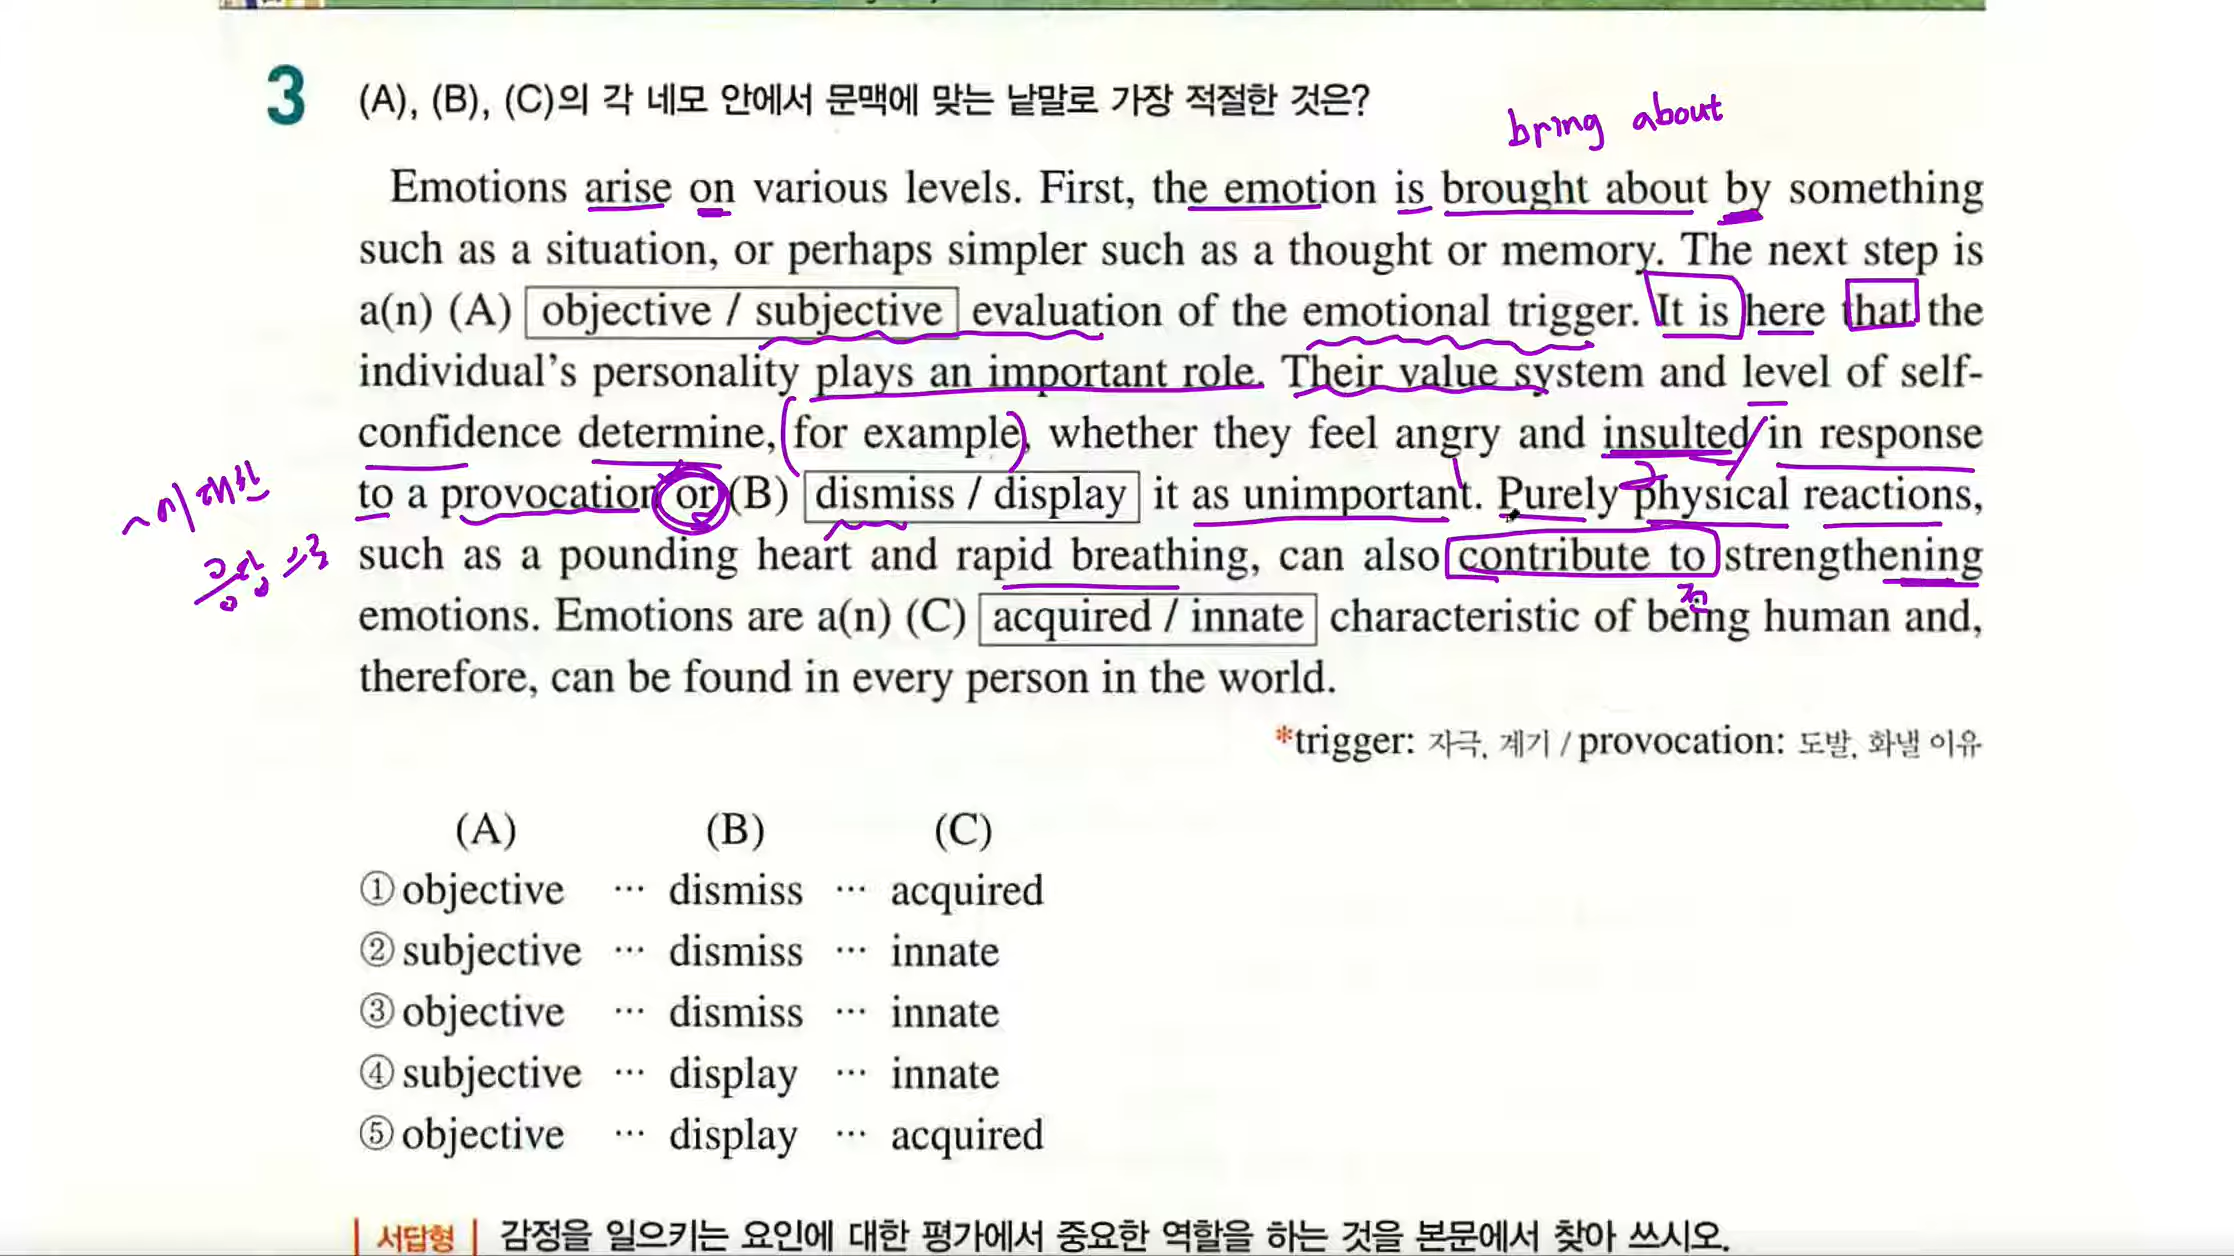 3 (A), (B), (C)의 각 네모 안에서 문맥에 맞는 낱말로 가장 적절한 것은?
bring about
Emotions arise on various levels. First, the emotion is brought about by something
such as a situation, or perhaps simpler such as a thought or memory. The next step is
a(n) (A) objective / subjective evaluation of the emotional trigger. It is here that the
individual's personality plays an important role. Their value system and level of self-
confidence determine, for example, whether they feel angry and insulted in response
to a provocation or (B) dismiss / display it as unimportant. Purely physical reactions,
such as a pounding heart and rapid breathing, can also contribute to strengthening
emotions. Emotions are a(n) (C) acquired / innate characteristic of being human and,
therefore, can be found in every person in the world.
*trigger: 자극, 계기 / provocation: 도발, 화낼 이유
(A) (B) (C)
① objective … dismiss … acquired
② subjective … dismiss … innate
③ objective … dismiss … innate
④ subjective … display … innate
⑤ objective … display … acquired
| 서답형 | 감정을 일으키는 요인에 대한 평가에서 중요한 역할을 하는 것을 본문에서 찾아 쓰시오.